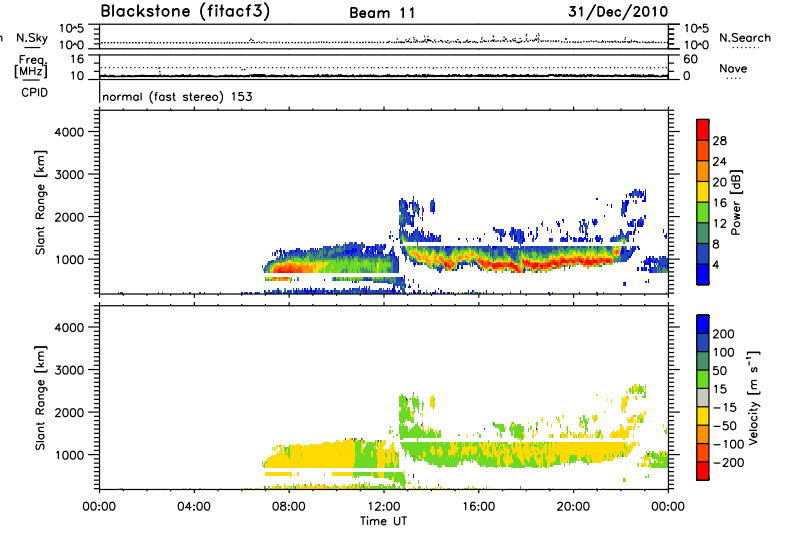 Blackstone (fitacf3)
Beam 11
31/Dec/2010
N.Sky
10^5
10^0
10^5
10^0
N.Search
Freq.
[MHz]
16
10
60
0
Nave
CPID
normal (fast stereo) 153
Slant Range [km]
4000
3000
2000
1000
28
24
20
16
12
8
4
Power [dB]
Slant Range [km]
4000
3000
2000
1000
200
100
50
15
-15
-50
-100
-200
Velocity [m s⁻¹]
00:00
04:00
08:00
12:00
16:00
20:00
00:00
Time UT